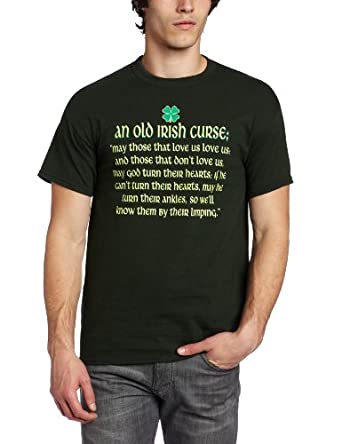 AN OLD IRISH CURSE:
"MAY THOSE THAT LOVE US LOVE US;
AND THOSE THAT DON'T LOVE US,
MAY GOD TURN THEIR HEARTS; IF HE
CAN'T TURN THEIR HEARTS, MAY HE
TURN THEIR ANKLES, SO WE'LL
KNOW THEM BY THEIR LIMPING."